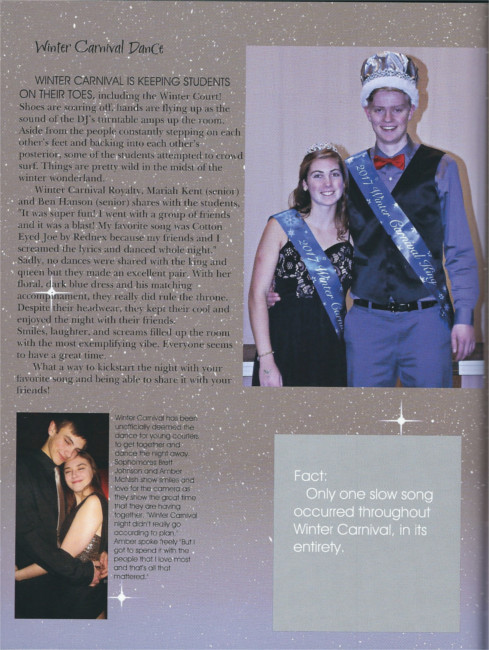 Winter Carnival Dance
WINTER CARNIVAL IS KEEPING STUDENTS
ON THEIR TOES, including the Winter Court!
Shoes are soaring off, hands are flying up as the
sound of the DJ's turntable amps up the room.
Aside from the people constantly stepping on each
other's feet and backing into each other's
posterior, some of the students attempted to crowd
surf. Things are pretty wild in the midst of the
winter wonderland.
Winter Carnival Royalty, Mariah Kent (senior)
and Ben Hanson (senior) shares with the students,
"It was super fun! I went with a group of friends
and it was a blast! My favorite song was Cotton
Eyed Joe by Rednex because my friends and I
screamed the lyrics and danced whole night."
Sadly, no dances were shared with the king and
queen but they made an excellent pair. With her
floral, dark blue dress and his matching
accompaniment, they really did rule the throne.
Despite their headwear, they kept their cool and
enjoyed the night with their friends.
Smiles, laughter, and screams filled up the room
with the most exemplifying vibe. Everyone seems
to have a great time.
What a way to kickstart the night with your
favorite song and being able to share it with your
friends!
2017 Winter Carnival King
2017 Winter
Winter Carnival has been
unofficially deemed the
dance for young couples
to get together and
dance the night away.
Sophomores Brett
Johnson and Amber
McNish show smiles and
love for the camera as
they show the great time
that they are having
together. "Winter Carnival
night didn't really go
according to plan,"
Amber spoke freely "But I
got to spend it with the
people that I love most
and that's all that
mattered."
Fact:
Only one slow song
occurred throughout
Winter Carnival, in its
entirety.